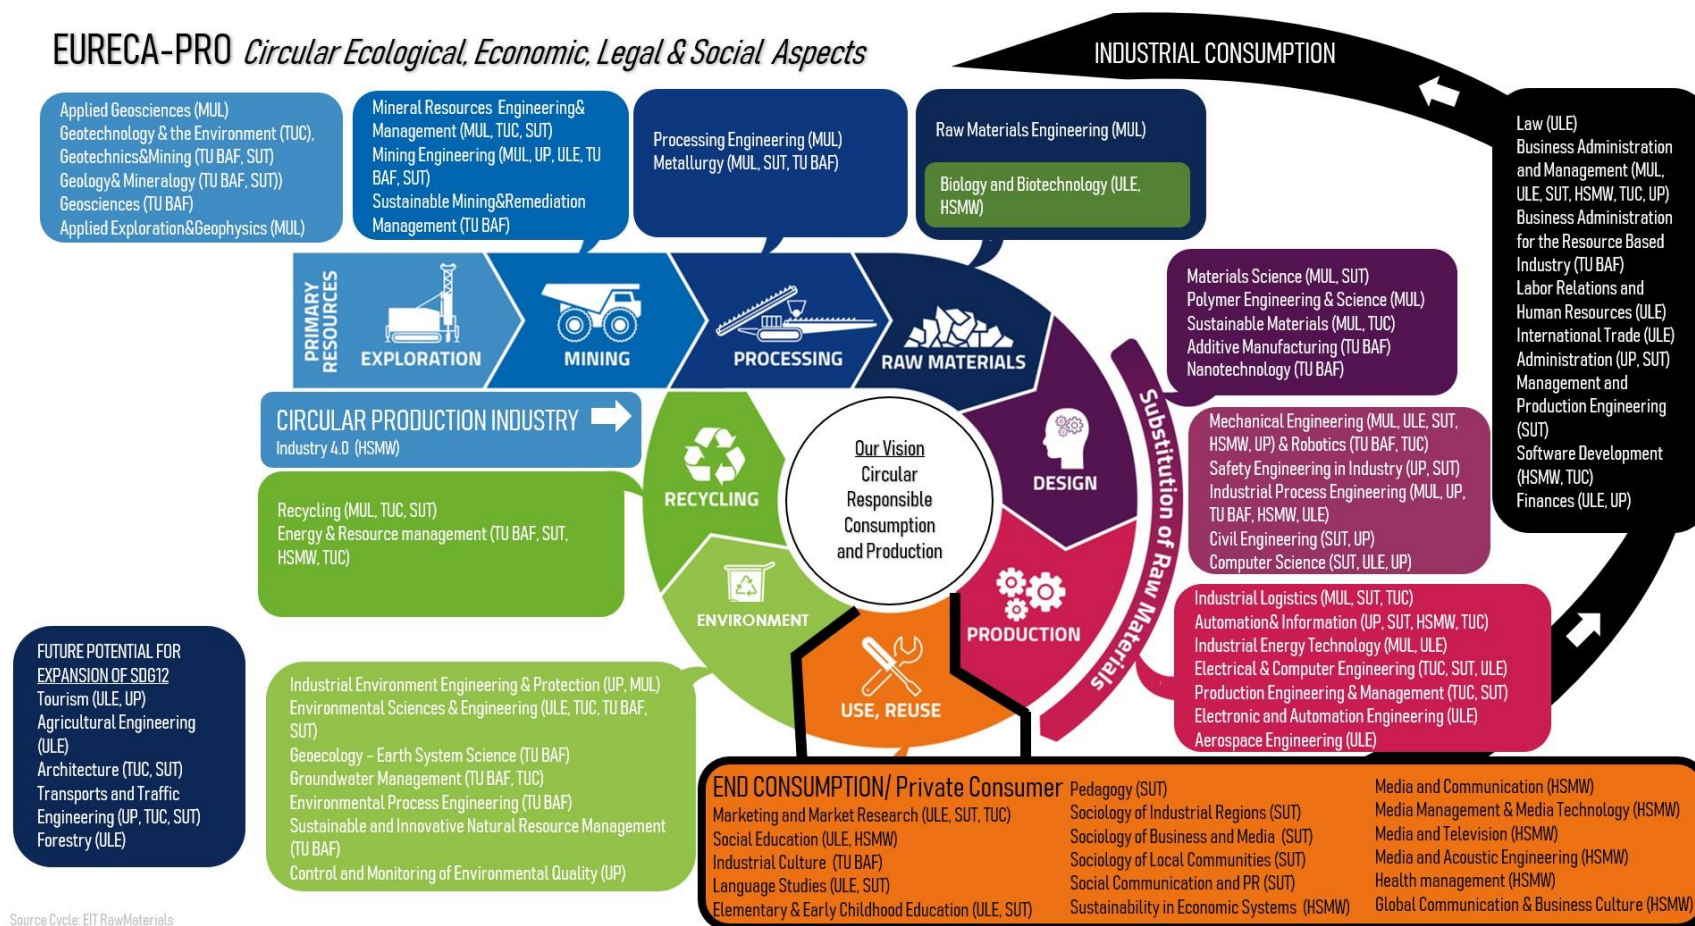 EURECA-PRO Circular Ecological, Economic, Legal & Social Aspects
INDUSTRIAL CONSUMPTION
Applied Geosciences (MUL)
Geotechnology & the Environment (TUC),
Geotechnics&Mining (TU BAF, SUT)
Geology& Mineralogy (TU BAF, SUT))
Geosciences (TU BAF)
Applied Exploration&Geophysics (MUL)
Mineral Resources Engineering&
Management (MUL, TUC, SUT)
Mining Engineering (MUL, UP, ULE, TU
BAF, SUT)
Sustainable Mining&Remediation
Management (TU BAF)
Processing Engineering (MUL)
Metallurgy (MUL, SUT, TU BAF)
Raw Materials Engineering (MUL)
Biology and Biotechnology (ULE,
HSMW)
Law (ULE)
Business Administration
and Management (MUL,
ULE, SUT, HSMW, TUC, UP)
Business Administration
for the Resource Based
Industry (TU BAF)
Labor Relations and
Human Resources (ULE)
International Trade (ULE)
Administration (UP, SUT)
Management and
Production Engineering
(SUT)
Software Development
(HSMW, TUC)
Finances (ULE, UP)
PRIMARY
RESOURCES
EXPLORATION
MINING
PROCESSING
RAW MATERIALS
DESIGN
PRODUCTION
USE, REUSE
ENVIRONMENT
RECYCLING
Our Vision
Circular
Responsible
Consumption
and Production
Substitution of Raw Materials
Materials Science (MUL, SUT)
Polymer Engineering & Science (MUL)
Sustainable Materials (MUL, TUC)
Additive Manufacturing (TU BAF)
Nanotechnology (TU BAF)
Mechanical Engineering (MUL, ULE, SUT,
HSMW, UP) & Robotics (TU BAF, TUC)
Safety Engineering in Industry (UP, SUT)
Industrial Process Engineering (MUL, UP,
TU BAF, HSMW, ULE)
Civil Engineering (SUT, UP)
Computer Science (SUT, ULE, UP)
Industrial Logistics (MUL, SUT, TUC)
Automation& Information (UP, SUT, HSMW, TUC)
Industrial Energy Technology (MUL, ULE)
Electrical & Computer Engineering (TUC, SUT, ULE)
Production Engineering & Management (TUC, SUT)
Electronic and Automation Engineering (ULE)
Aerospace Engineering (ULE)
CIRCULAR PRODUCTION INDUSTRY
Industry 4.0 (HSMW)
Recycling (MUL, TUC, SUT)
Energy & Resource management (TU BAF, SUT,
HSMW, TUC)
FUTURE POTENTIAL FOR
EXPANSION OF SDG12
Tourism (ULE, UP)
Agricultural Engineering
(ULE)
Architecture (TUC, SUT)
Transports and Traffic
Engineering (UP, TUC, SUT)
Forestry (ULE)
Industrial Environment Engineering & Protection (UP, MUL)
Environmental Sciences & Engineering (ULE, TUC, TU BAF,
SUT)
Geoecology – Earth System Science (TU BAF)
Groundwater Management (TU BAF, TUC)
Environmental Process Engineering (TU BAF)
Sustainable and Innovative Natural Resource Management
(TU BAF)
Control and Monitoring of Environmental Quality (UP)
END CONSUMPTION/ Private Consumer
Marketing and Market Research (ULE, SUT, TUC)
Social Education (ULE, HSMW)
Industrial Culture (TU BAF)
Language Studies (ULE, SUT)
Elementary & Early Childhood Education (ULE, SUT)
Pedagogy (SUT)
Sociology of Industrial Regions (SUT)
Sociology of Business and Media (SUT)
Sociology of Local Communities (SUT)
Social Communication and PR (SUT)
Sustainability in Economic Systems (HSMW)
Media and Communication (HSMW)
Media Management & Media Technology (HSMW)
Media and Television (HSMW)
Media and Acoustic Engineering (HSMW)
Health management (HSMW)
Global Communication & Business Culture (HSMW)
Source Cycle: EIT RawMaterials